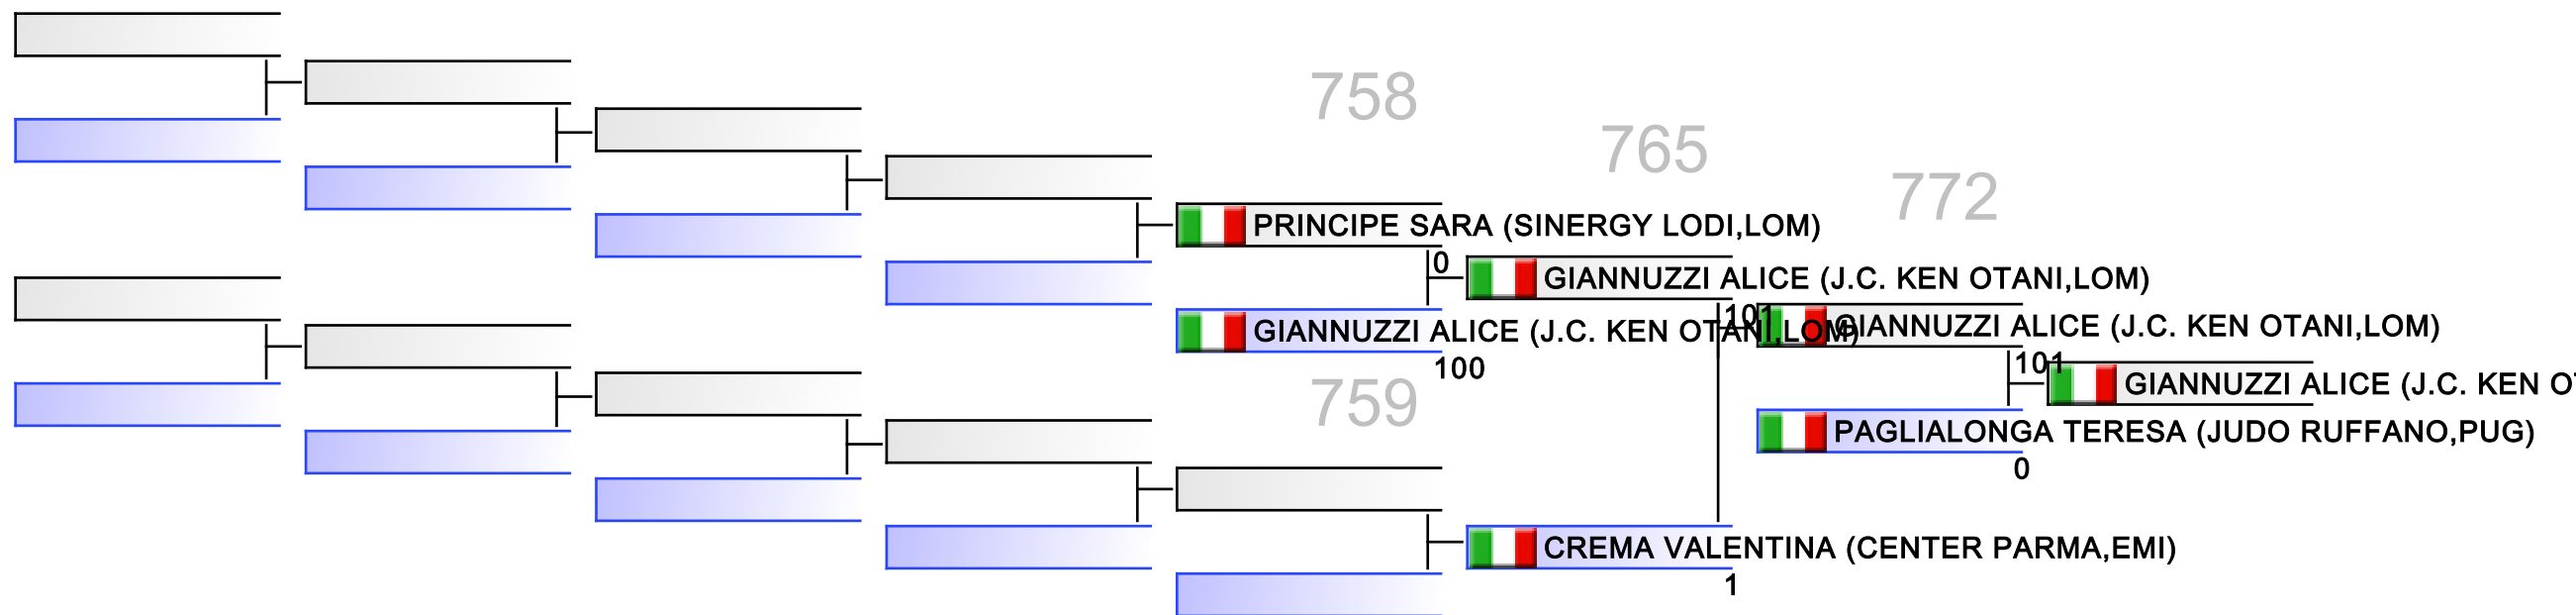 758
765
772
PRINCIPE SARA (SINERGY LODI,LOM)
0
GIANNUZZI ALICE (J.C. KEN OTANI,LOM)
101
GIANNUZZI ALICE (J.C. KEN OTANI,LOM)
GIANNUZZI ALICE (J.C. KEN OTANI,LOM)
100
101
759
GIANNUZZI ALICE (J.C. KEN O
PAGLIALONGA TERESA (JUDO RUFFANO,PUG)
0
CREMA VALENTINA (CENTER PARMA,EMI)
1